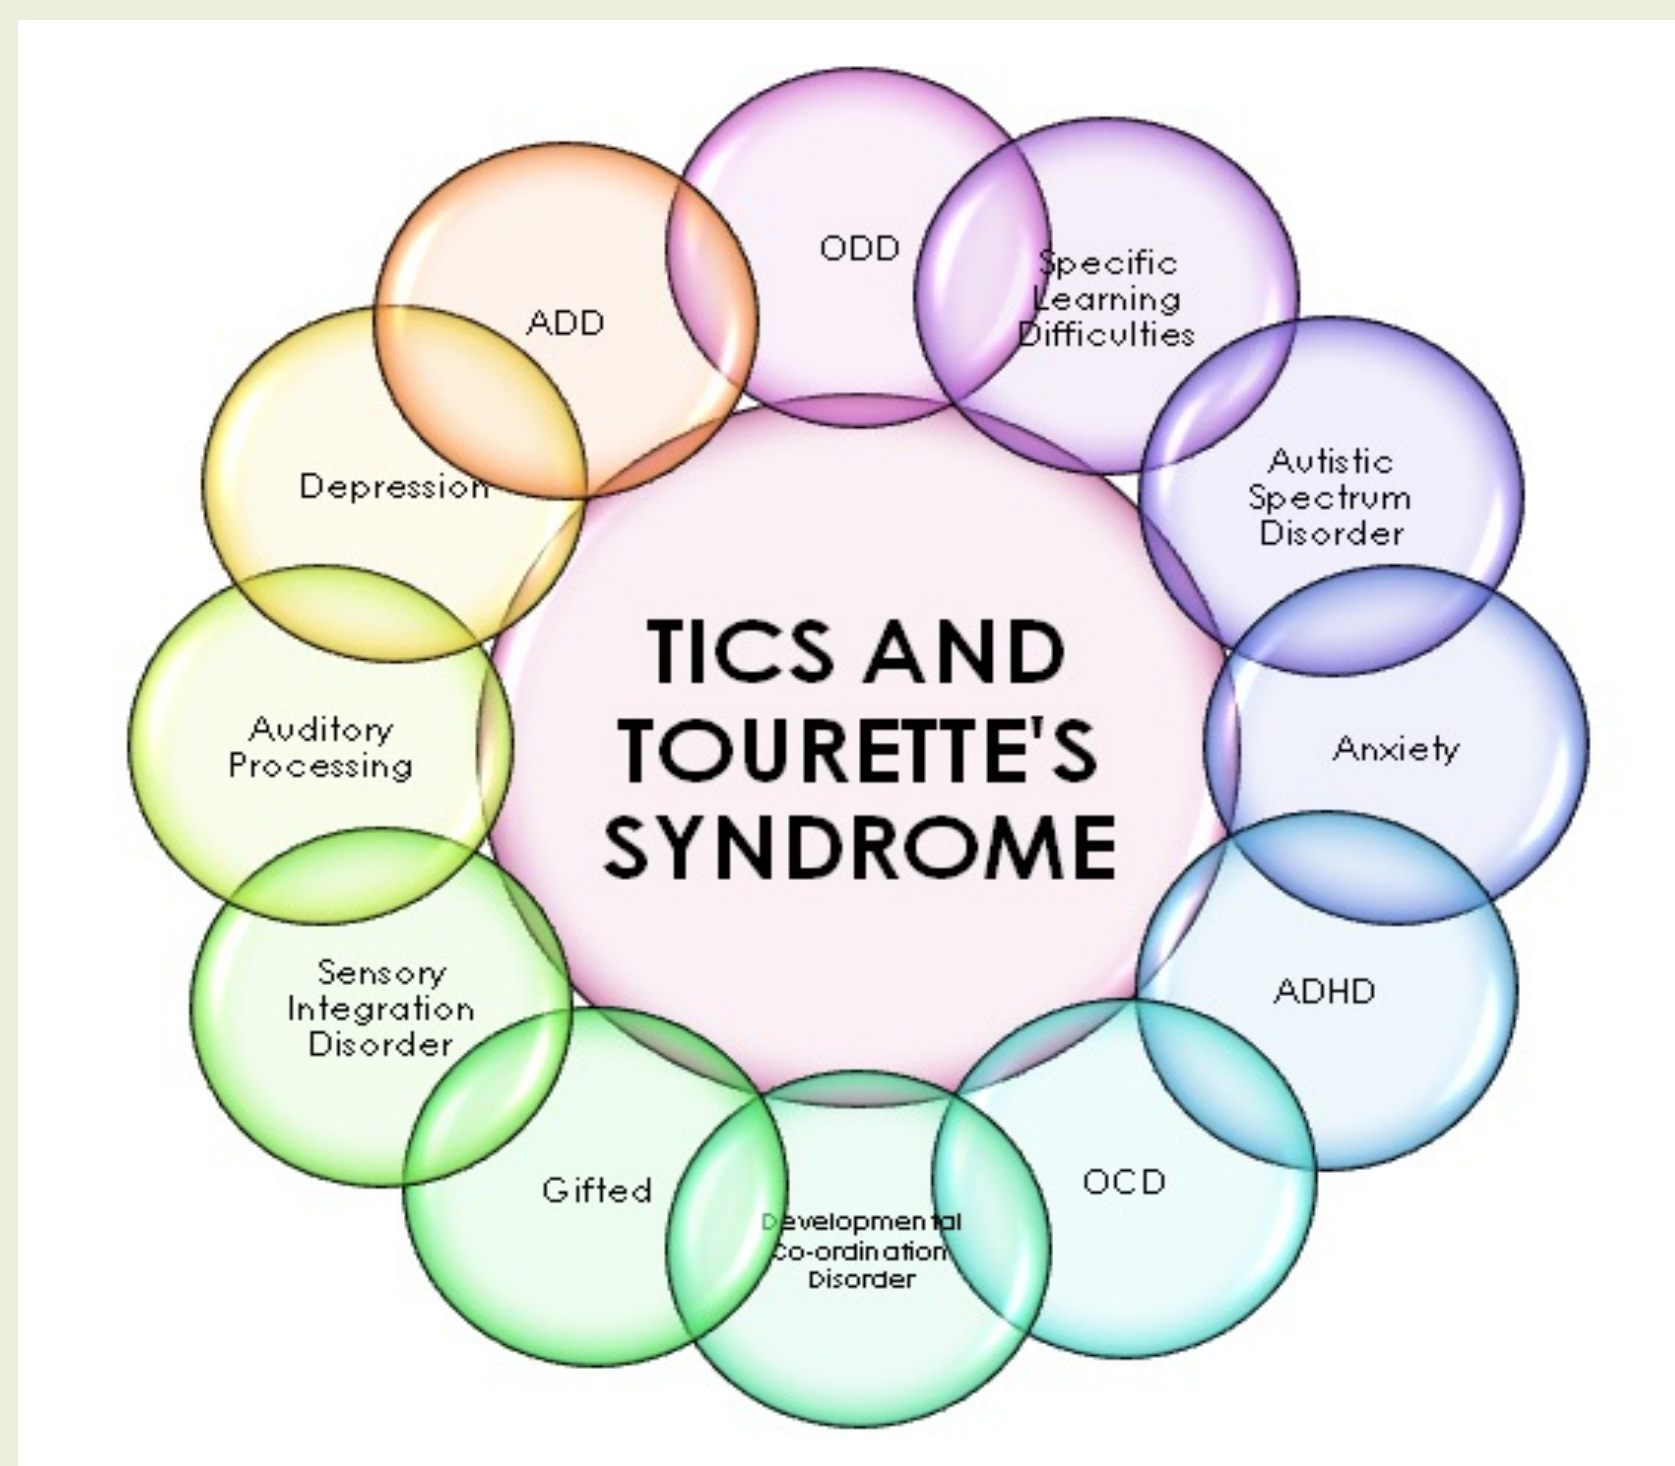 ODD
Specific
Learning
Difficulties
Autistic
Spectrum
Disorder
Anxiety
ADHD
OCD
Developmental
Co-ordination
Disorder
Gifted
Sensory
Integration
Disorder
Auditory
Processing
Depression
ADD
TICS AND
TOURETTE'S
SYNDROME